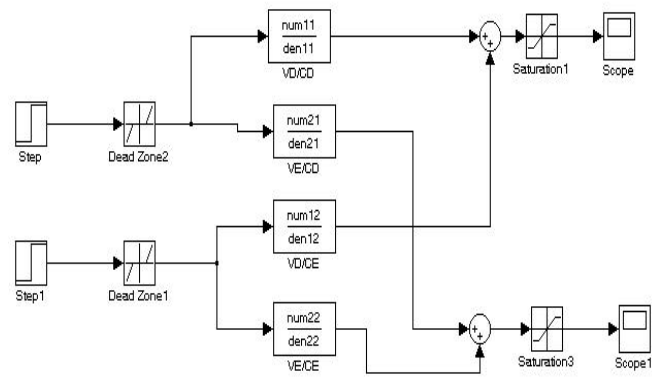 num11
den11
VD/CD
++
Saturation1
Scope
Step
Dead Zone2
num21
den21
VE/CD
num12
den12
VD/CE
Step1
Dead Zone1
num22
den22
VE/CE
++
Saturation3
Scope1